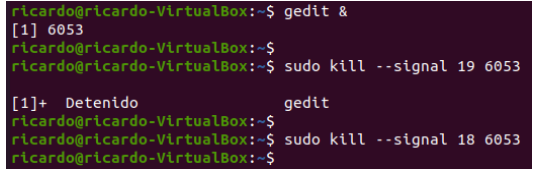 ricardo@ricardo-VirtualBox:~$ gedit &
[1] 6053
ricardo@ricardo-VirtualBox:~$
ricardo@ricardo-VirtualBox:~$ sudo kill --signal 19 6053
[1]+  Detenido                gedit
ricardo@ricardo-VirtualBox:~$
ricardo@ricardo-VirtualBox:~$ sudo kill --signal 18 6053
ricardo@ricardo-VirtualBox:~$